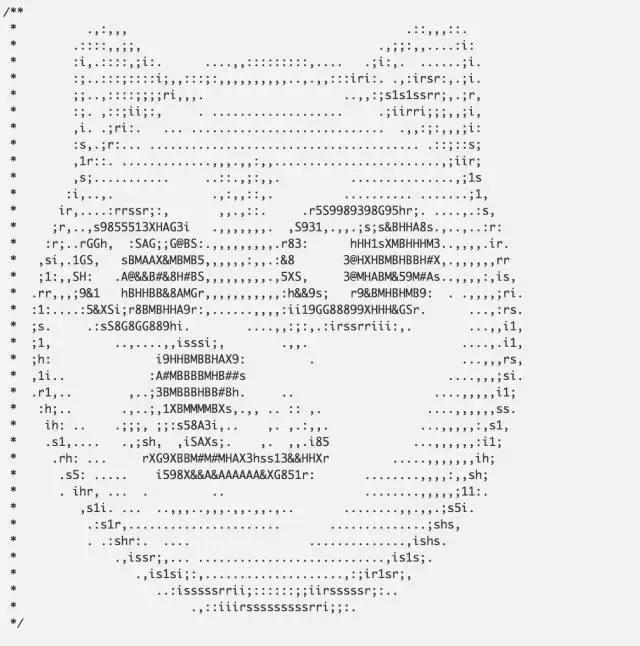 /**
 *          .,:,,,                                        .::,,,::.
 *        .::::,,;;,                                  .,;;:,,....:i:
 *        :i,.::::,;i:.      ....,,:::::::::,....   .;i:,.  ......;i.
 *        :;..:::;::::i;,,:::;:,,,,,,,,,,..,.,,:::iri:. .,:irsr:,.;i.
 *        ;;..,::::;;;;ri,,,.                    ..,,:;s1s1ssrr;,.;r,
 *        :;. ,::;ii;:,     . ...................     .;iirri;;;,,;i,
 *        ,i. .;ri:.   ... ............................  .,,:;:,,,;i:
 *        :s,.;r:... ....................................... .::;::s;
 *        ,1r::. .............,,,.,,:,,........................,;iir;
 *        ,s;...........     ..::.,;:,,.          ...............,;1s
 *       :i,..,.              .,:,,::,.          .......... .......;1,
 *      ir,....:rrssr;:,       ,,.,::.     .r5S9989398G95hr;. ....,.:s,
 *     ;r,..,s9855513XHAG3i   .,,,,,,,.  ,S931,.,,.;s;s&BHHA8s.,..,..:r:
 *    :r;..rGGh,  :SAG;;G@BS:.,,,,,,,,,,.r83:      hHH1sXMBHHHM3..,,,,.ir.
 *   ,si,.1GS,   sBMAAX&MBMB5,,,,,,:,,.:&8       3@HXHBMBHBBH#X,.,,,,,,rr
 *   ;1:,,SH:   .A@&&B#&8H#BS,,,,,,,,,.,5XS,     3@MHABM&59M#As..,,,,:,is,
 *  .rr,,,;9&1   hBHHBB&8AMGr,,,,,,,,,,,:h&&9s;   r9&BMHBHMB9:  . .,,,,;ri.
 *  :1:....:5&XSi;r8BMBHHA9r:,......,,,,:ii19GG88899XHHH&GSr.      ...,:rs.
 *  ;s.     .:sS8G8GG889hi.        ....,,:;:,.:irssrriii:,.        ...,,i1,
 *  ;1,         ..,....,,isssi;,        .,,.                      ....,.i1,
 *  ;h:               i9HHBMBBHAX9:         .                     ...,,,rs,
 *  ,1i..            :A#MBBBBMHB##s                             ....,,,;si.
 *  .r1,..        ,..;3BMBBBHBB#Bh.     ..                    ....,,,,,i1;
 *   :h;..       .,..;,1XBMMMMBXs,.,, .. :: ,.               ....,,,,,,ss.
 *    ih: ..    .;;;, ;;:s58A3i,..    ,. ,.:,,.             ...,,,,,:,s1,
 *    .s1,....   .,;sh,  ,iSAXs;.    ,.  ,,.i85            ...,,,,,,:i1;
 *     .rh: ...     rXG9XBBM#M#MHAX3hss13&&HHXr         .....,,,,,,,ih;
 *      .s5: .....    i598X&&A&AAAAAA&XG851r:       ........,,,,:,,sh;
 *      . ihr, ...  .         ..                    ........,,,,,;11:.
 *         ,s1i. ...  ..,,,..,,,.,,.,,.,..       ........,,.,,.;s5i.
 *          .:s1r,......................       ..............;shs,
 *          . .:shr:.  ....                 ..............,ishs.
 *              .,issr;,... ...........................,is1s;.
 *                 .,is1si;:,....................,:;ir1sr;,
 *                    ..:isssssrrii;::::::;;iirsssssr;:..
 *                         .,::iiirsssssssssrri;;:.
 */